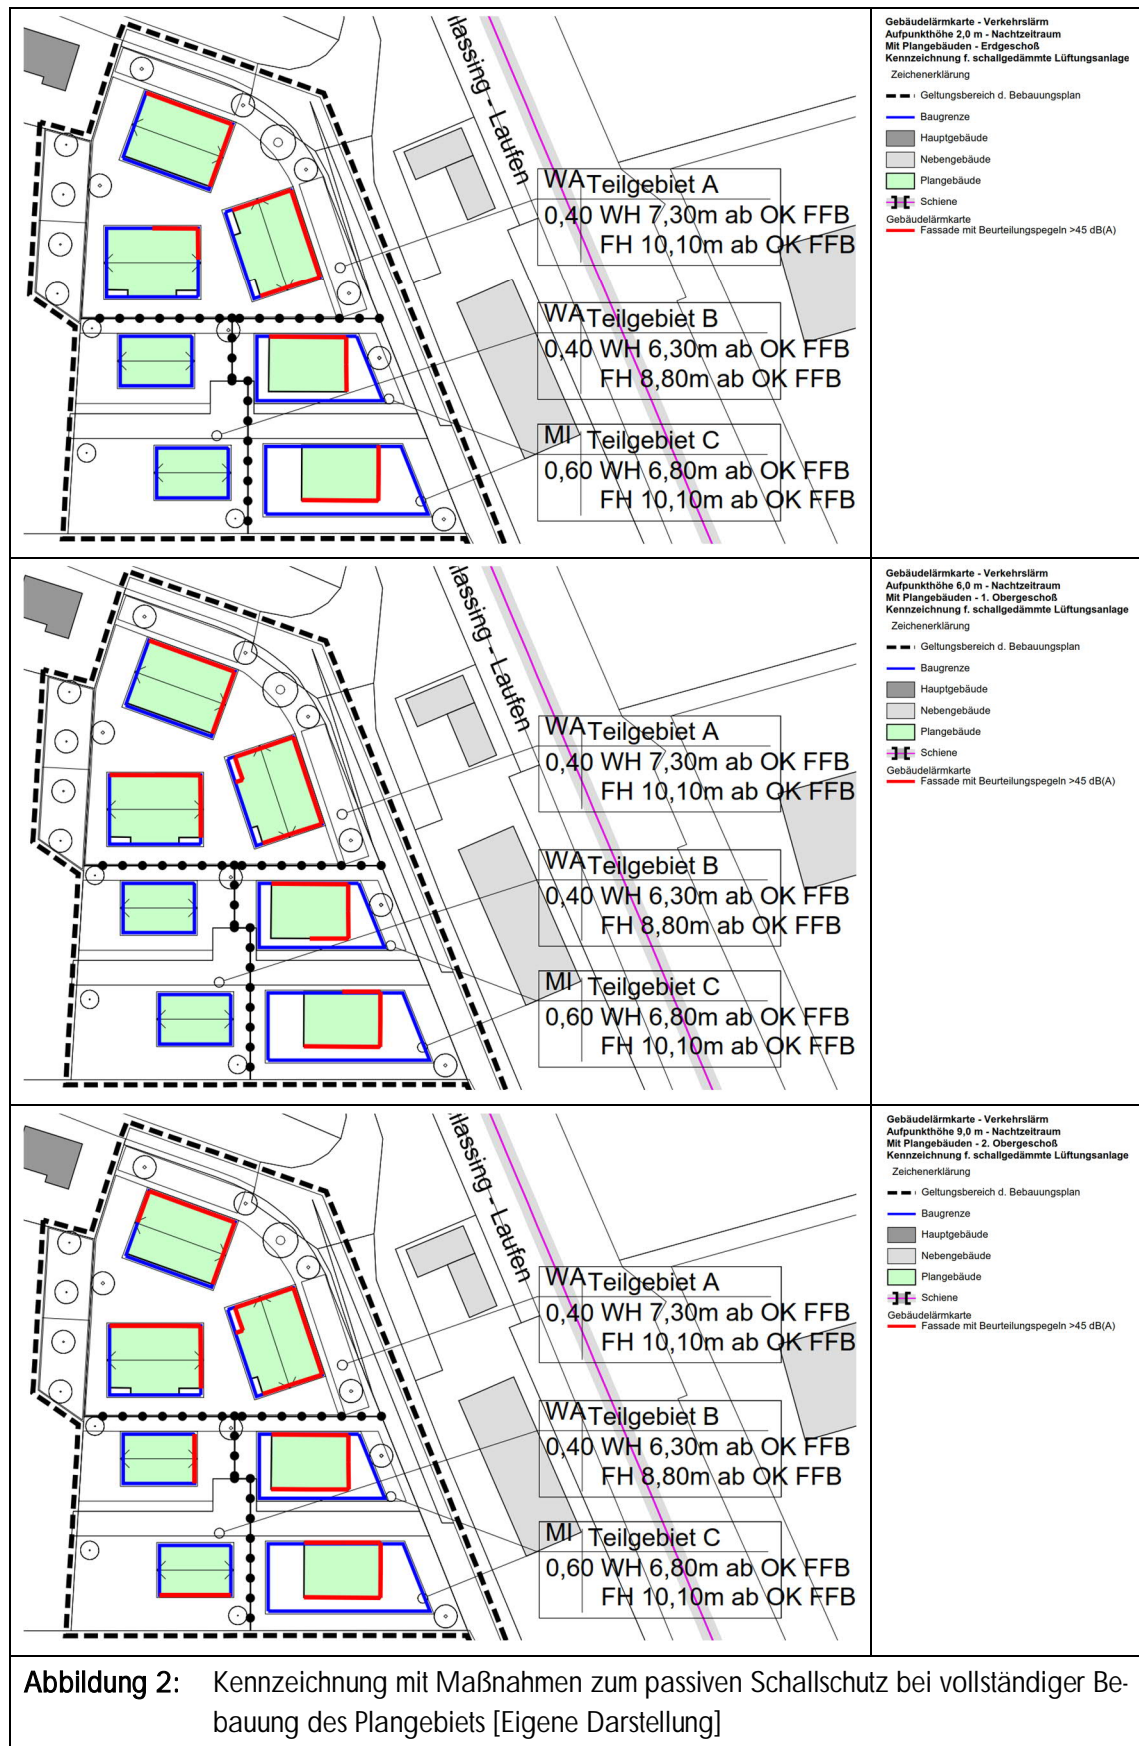 ilassing - Laufen
WA Teilgebiet A
0,40 WH 7,30m ab OK FFB
FH 10,10m ab OK FFB
WA Teilgebiet B
0,40 WH 6,30m ab OK FFB
FH 8,80m ab OK FFB
MI Teilgebiet C
0,60 WH 6,80m ab OK FFB
FH 10,10m ab OK FFB
Gebäudelärmkarte - Verkehrslärm
Aufpunkthöhe 2,0 m - Nachtzeitraum
Mit Plangebäuden - Erdgeschoß
Kennzeichnung f. schallgedämmte Lüftungsanlage
Zeichenerklärung
Geltungsbereich d. Bebauungsplan
Baugrenze
Hauptgebäude
Nebengebäude
Plangebäude
Schiene
Gebäudelärmkarte
Fassade mit Beurteilungspegeln >45 dB(A)
ilassing - Laufen
WA Teilgebiet A
0,40 WH 7,30m ab OK FFB
FH 10,10m ab OK FFB
WA Teilgebiet B
0,40 WH 6,30m ab OK FFB
FH 8,80m ab OK FFB
MI Teilgebiet C
0,60 WH 6,80m ab OK FFB
FH 10,10m ab OK FFB
Gebäudelärmkarte - Verkehrslärm
Aufpunkthöhe 6,0 m - Nachtzeitraum
Mit Plangebäuden - 1. Obergeschoß
Kennzeichnung f. schallgedämmte Lüftungsanlage
Zeichenerklärung
Geltungsbereich d. Bebauungsplan
Baugrenze
Hauptgebäude
Nebengebäude
Plangebäude
Schiene
Gebäudelärmkarte
Fassade mit Beurteilungspegeln >45 dB(A)
ilassing - Laufen
WA Teilgebiet A
0,40 WH 7,30m ab OK FFB
FH 10,10m ab OK FFB
WA Teilgebiet B
0,40 WH 6,30m ab OK FFB
FH 8,80m ab OK FFB
MI Teilgebiet C
0,60 WH 6,80m ab OK FFB
FH 10,10m ab OK FFB
Gebäudelärmkarte - Verkehrslärm
Aufpunkthöhe 9,0 m - Nachtzeitraum
Mit Plangebäuden - 2. Obergeschoß
Kennzeichnung f. schallgedämmte Lüftungsanlage
Zeichenerklärung
Geltungsbereich d. Bebauungsplan
Baugrenze
Hauptgebäude
Nebengebäude
Plangebäude
Schiene
Gebäudelärmkarte
Fassade mit Beurteilungspegeln >45 dB(A)
Abbildung 2: Kennzeichnung mit Maßnahmen zum passiven Schallschutz bei vollständiger Be-
bauung des Plangebiets [Eigene Darstellung]